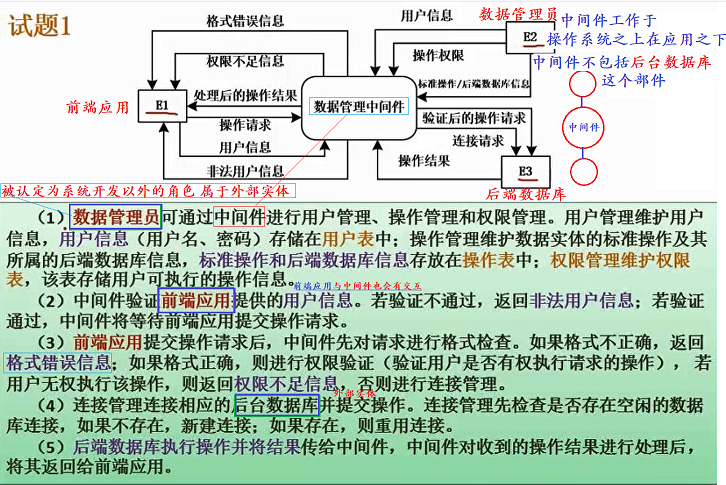 试题1
格式错误信息
权限不足信息
处理后的操作结果
操作请求
用户信息
非法用户信息
前端应用
E1
数据管理中间件
用户信息
操作权限
标准操作/后端数据库信息
验证后的操作请求
连接请求
操作结果
数据管理员
E2
E3
后端数据库
中间件工作于
操作系统之上在应用之下
中间件不包括后台数据库
这个部件
中间件
被认定为系统开发以外的角色 属于外部实体
(1)数据管理员可通过中间件进行用户管理、操作管理和权限管理。用户管理维护用户
信息，用户信息（用户名、密码）存储在用户表中；操作管理维护数据实体的标准操作及其
所属的后端数据库信息，标准操作和后端数据库信息存放在操作表中；权限管理维护权限
表，该表存储用户可执行的操作信息。
前端应用与中间件也会有交互
(2)中间件验证前端应用提供的用户信息。若验证不通过，返回非法用户信息；若验证
通过，中间件将等待前端应用提交操作请求。
(3)前端应用提交操作请求后，中间件先对请求进行格式检查。如果格式不正确，返回
格式错误信息；如果格式正确，则进行权限验证（验证用户是否有权执行请求的操作），若
用户无权执行该操作，则返回权限不足信息，否则进行连接管理。
外部实体
(4)连接管理连接相应的后台数据库并提交操作。连接管理先检查是否存在空闲的数据
库连接，如果不存在，新建连接；如果存在，则重用连接。
(5)后端数据库执行操作并将结果传给中间件，中间件对收到的操作结果进行处理后，
将其返回给前端应用。